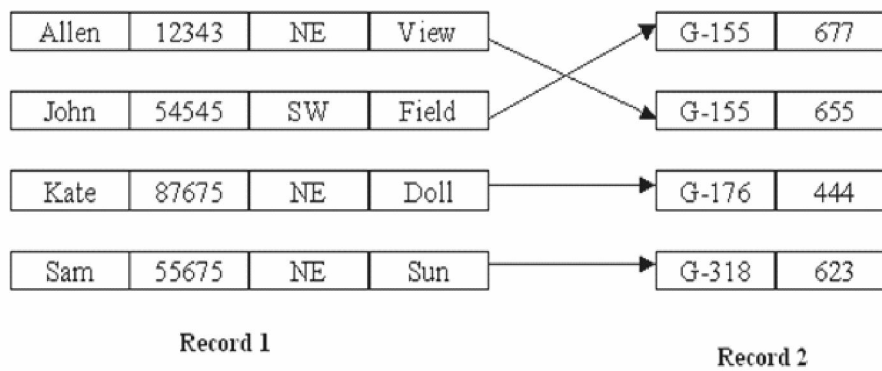 Allen 12343 NE View G-155 677
John 54545 SW Field G-155 655
Kate 87675 NE Doll G-176 444
Sam 55675 NE Sun G-318 623
Record 1
Record 2